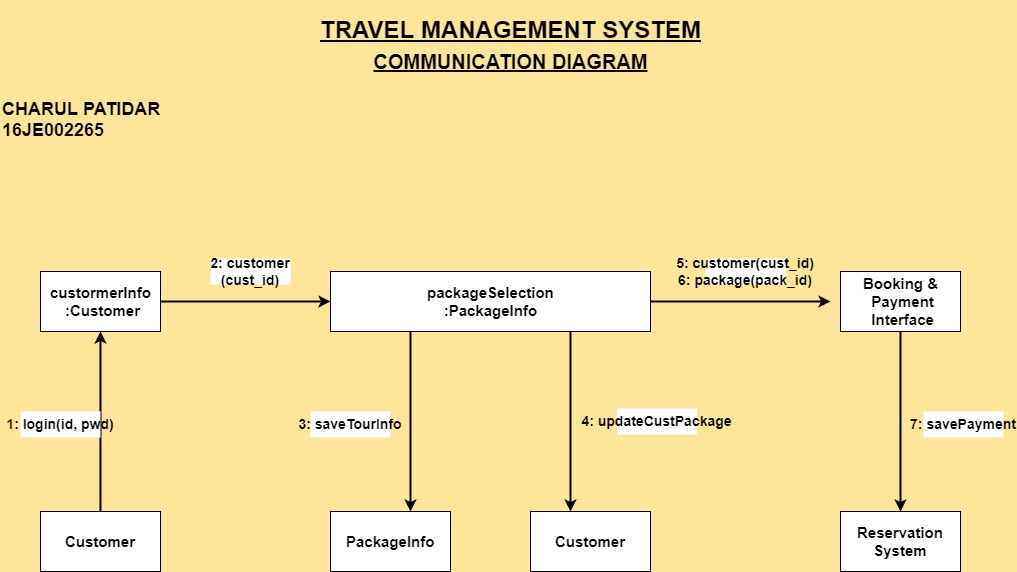 TRAVEL MANAGEMENT SYSTEM
COMMUNICATION DIAGRAM
CHARUL PATIDAR
16JE002265
2: customer
(cust_id)
5: customer(cust_id)
6: package(pack_id)
custormerInfo
:Customer
packageSelection
:PackageInfo
Booking &
Payment
Interface
1: login(id, pwd)
3: saveTourInfo
4: updateCustPackage
7: savePayment
Customer
PackageInfo
Customer
Reservation
System